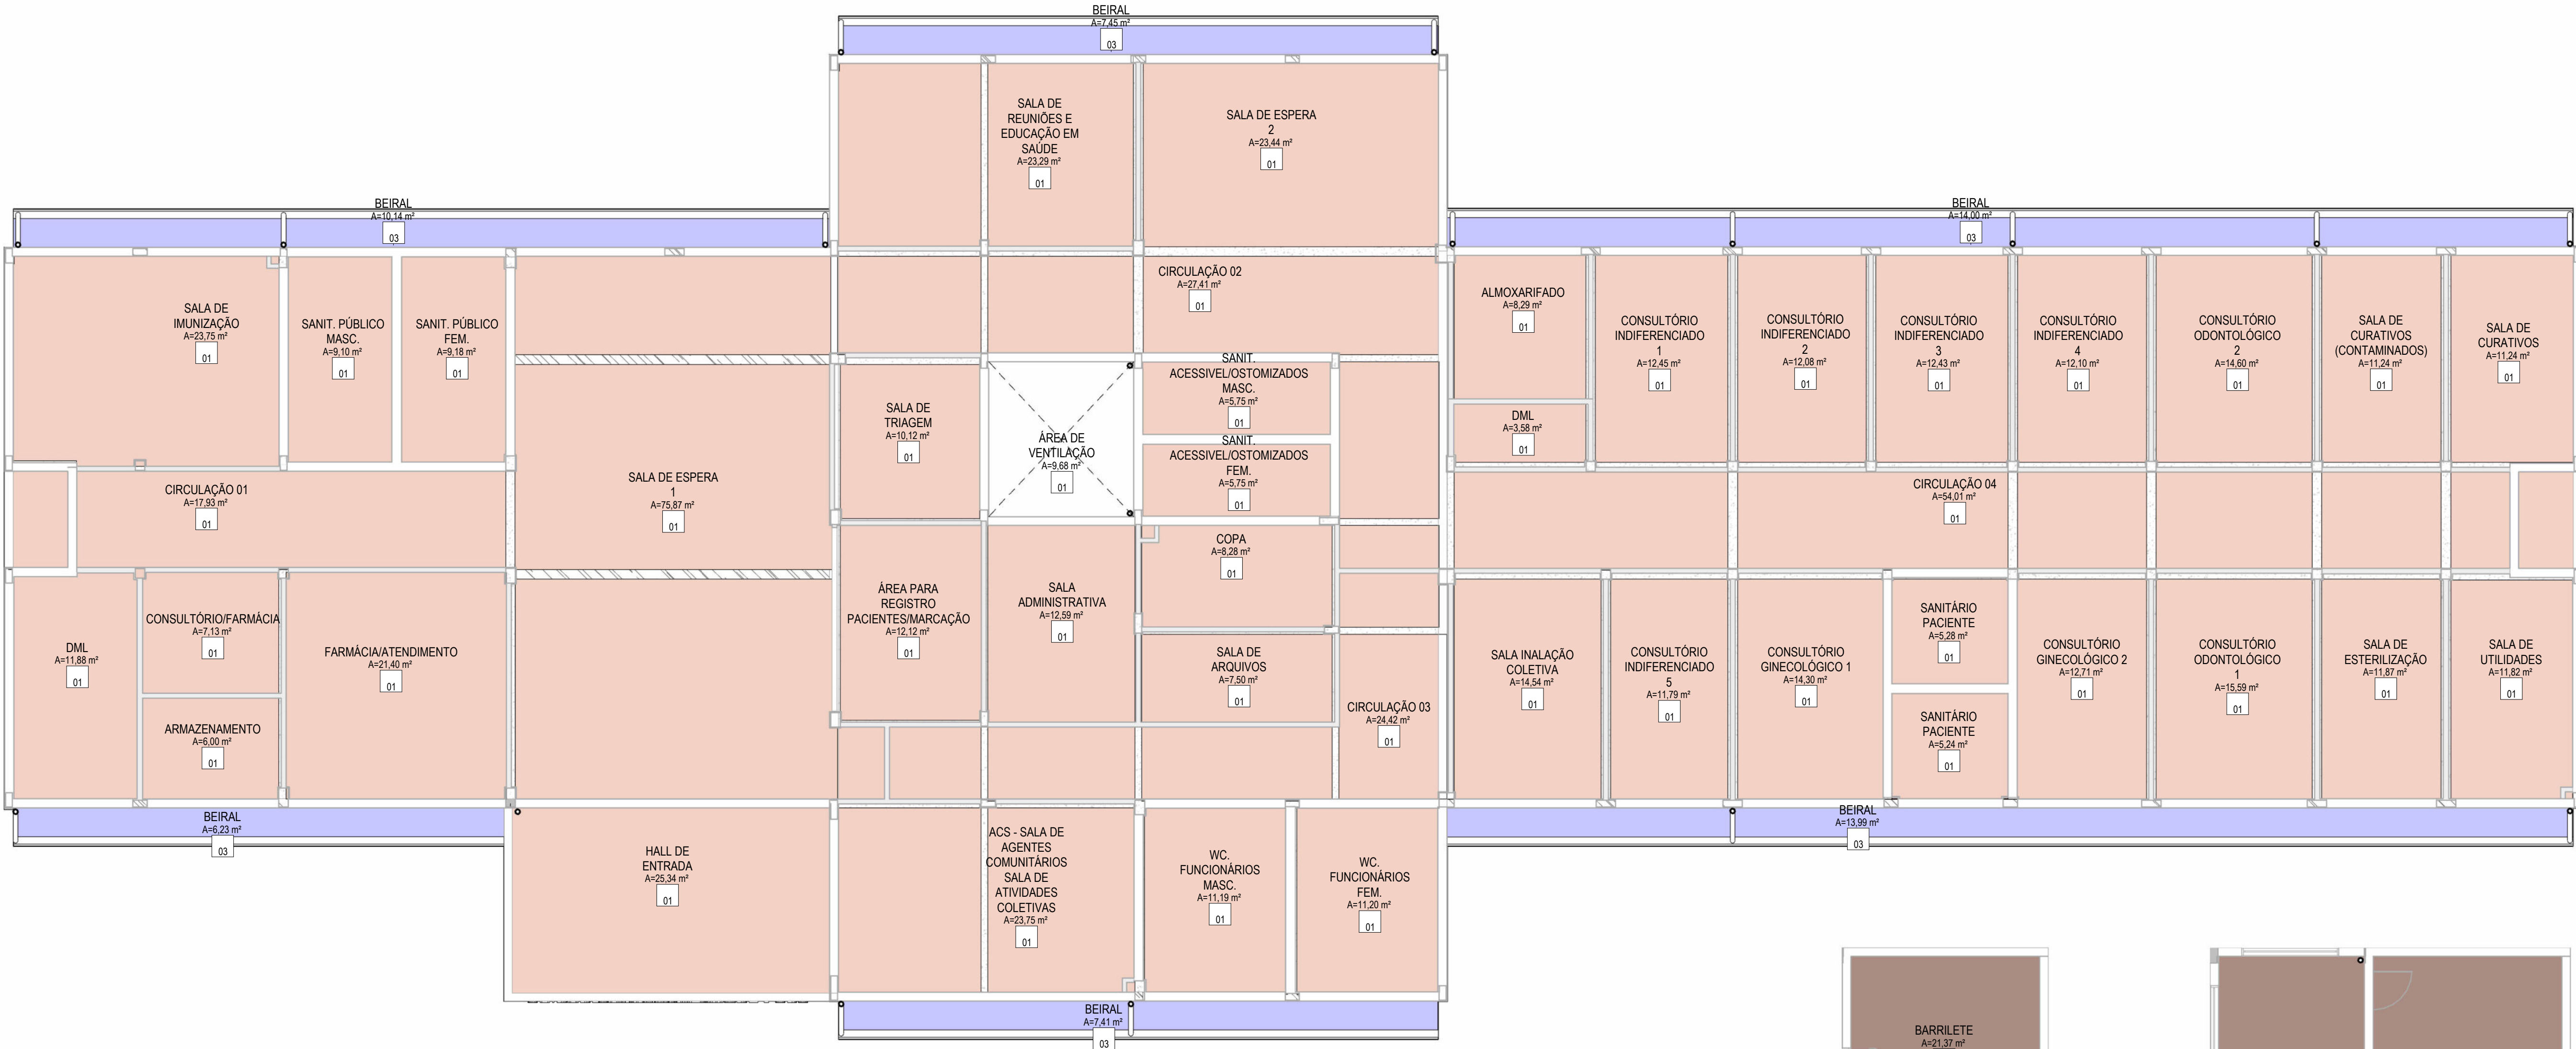 BEIRAL
A=7,45 m²
03
SALA DE
REUNIÕES E
EDUCAÇÃO EM
SAÚDE
A=23,29 m²
01
SALA DE ESPERA
2
A=23,44 m²
01
BEIRAL
A=10,14 m²
03
BEIRAL
A=14,00 m²
03
SALA DE
IMUNIZAÇÃO
A=23,75 m²
01
SANIT. PÚBLICO
MASC.
A=9,10 m²
01
SANIT. PÚBLICO
FEM.
A=9,18 m²
01
CIRCULAÇÃO 02
A=27,41 m²
01
ALMOXARIFADO
A=8,29 m²
01
CONSULTÓRIO
INDIFERENCIADO
1
A=12,45 m²
01
CONSULTÓRIO
INDIFERENCIADO
2
A=12,08 m²
01
CONSULTÓRIO
INDIFERENCIADO
3
A=12,43 m²
01
CONSULTÓRIO
INDIFERENCIADO
4
A=12,10 m²
01
CONSULTÓRIO
ODONTOLÓGICO
2
A=14,60 m²
01
SALA DE
CURATIVOS
(CONTAMINADOS)
A=11,24 m²
01
SALA DE
CURATIVOS
A=11,24 m²
01
SALA DE
TRIAGEM
A=10,12 m²
01
ÁREA DE
VENTILAÇÃO
A=9,68 m²
01
SANIT.
ACESSIVEL/OSTOMIZADOS
MASC.
A=5,75 m²
01
SANIT.
ACESSIVEL/OSTOMIZADOS
FEM.
A=5,75 m²
01
DML
A=3,58 m²
01
CIRCULAÇÃO 01
A=17,93 m²
01
SALA DE ESPERA
1
A=75,87 m²
01
CIRCULAÇÃO 04
A=54,01 m²
01
COPA
A=8,28 m²
01
DML
A=11,88 m²
01
CONSULTÓRIO/FARMÁCIA
A=7,13 m²
01
FARMÁCIA/ATENDIMENTO
A=21,40 m²
01
ARMAZENAMENTO
A=6,00 m²
01
ÁREA PARA
REGISTRO
PACIENTES/MARCAÇÃO
A=12,12 m²
01
SALA
ADMINISTRATIVA
A=12,59 m²
01
SALA DE
ARQUIVOS
A=7,50 m²
01
CIRCULAÇÃO 03
A=24,42 m²
01
SALA INALAÇÃO
COLETIVA
A=14,54 m²
01
CONSULTÓRIO
INDIFERENCIADO
5
A=11,79 m²
01
CONSULTÓRIO
GINECOLÓGICO 1
A=14,30 m²
01
SANITÁRIO
PACIENTE
A=5,28 m²
01
SANITÁRIO
PACIENTE
A=5,24 m²
01
CONSULTÓRIO
GINECOLÓGICO 2
A=12,71 m²
01
CONSULTÓRIO
ODONTOLÓGICO
1
A=15,59 m²
01
SALA DE
ESTERILIZAÇÃO
A=11,87 m²
01
SALA DE
UTILIDADES
A=11,82 m²
01
BEIRAL
A=6,23 m²
03
BEIRAL
A=13,99 m²
03
HALL DE
ENTRADA
A=25,34 m²
01
ACS - SALA DE
AGENTES
COMUNITÁRIOS
SALA DE
ATIVIDADES
COLETIVAS
A=23,75 m²
01
WC.
FUNCIONÁRIOS
MASC.
A=11,19 m²
01
WC.
FUNCIONÁRIOS
FEM.
A=11,20 m²
01
BEIRAL
A=7,41 m²
03
BARRILETE
A=21,37 m²